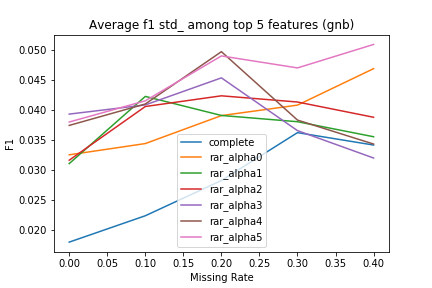 Average f1 std_ among top 5 features (gnb)
F1
0.050
0.045
0.040
0.035
0.030
0.025
0.020
complete
rar_alpha0
rar_alpha1
rar_alpha2
rar_alpha3
rar_alpha4
rar_alpha5
0.00 0.05 0.10 0.15 0.20 0.25 0.30 0.35 0.40
Missing Rate